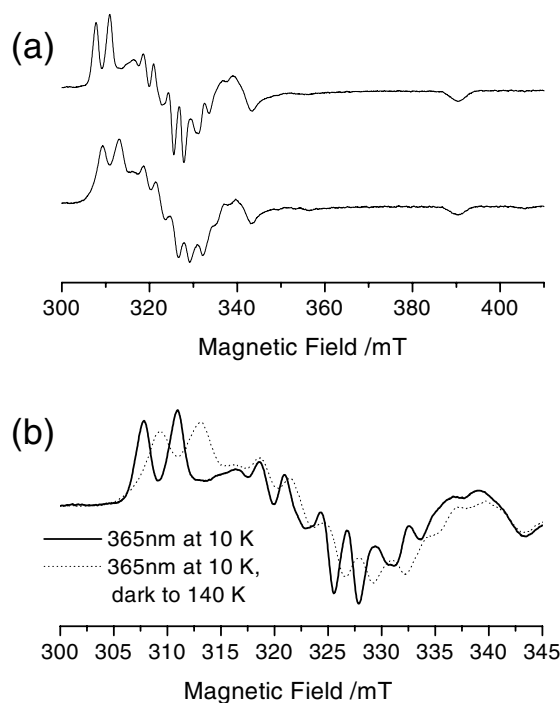 (a)
300 320 340 360 380 400
Magnetic Field /mT
(b)
365nm at 10 K
365nm at 10 K,
dark to 140 K
300 305 310 315 320 325 330 335 340 345
Magnetic Field /mT